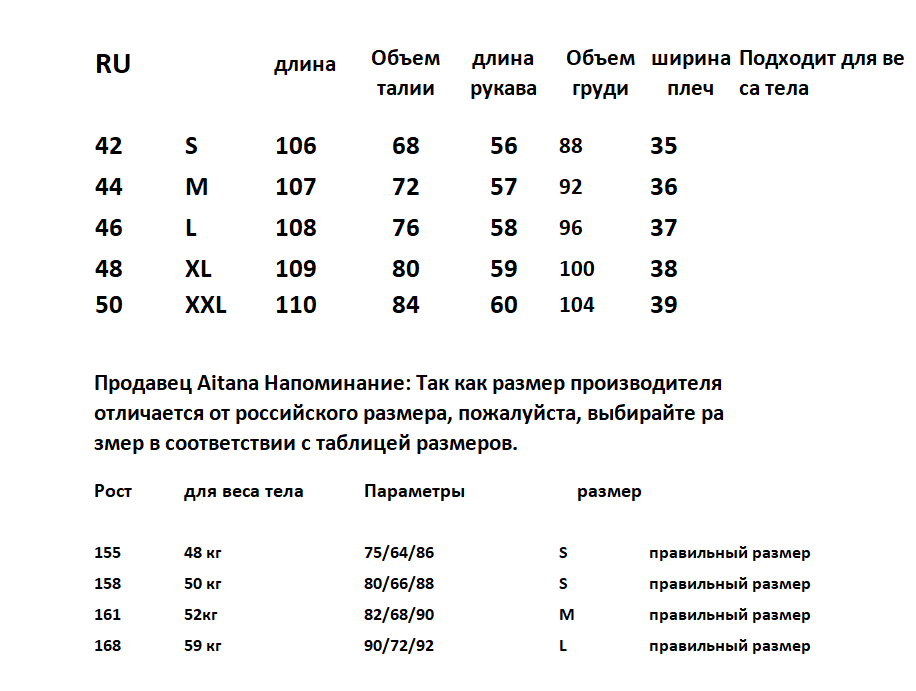 RU длина Объем талии длина рукава Объем груди ширина плеч Подходит для ве
са тела
42 S 106 68 56 88 35
44 M 107 72 57 92 36
46 L 108 76 58 96 37
48 XL 109 80 59 100 38
50 XXL 110 84 60 104 39
Продавец Aitana Напоминание: Так как размер производителя
отличается от российского размера, пожалуйста, выбирайте ра
змер в соответствии с таблицей размеров.
Рост для веса тела Параметры размер
155 48 кг 75/64/86 S правильный размер
158 50 кг 80/66/88 S правильный размер
161 52кг 82/68/90 M правильный размер
168 59 кг 90/72/92 L правильный размер